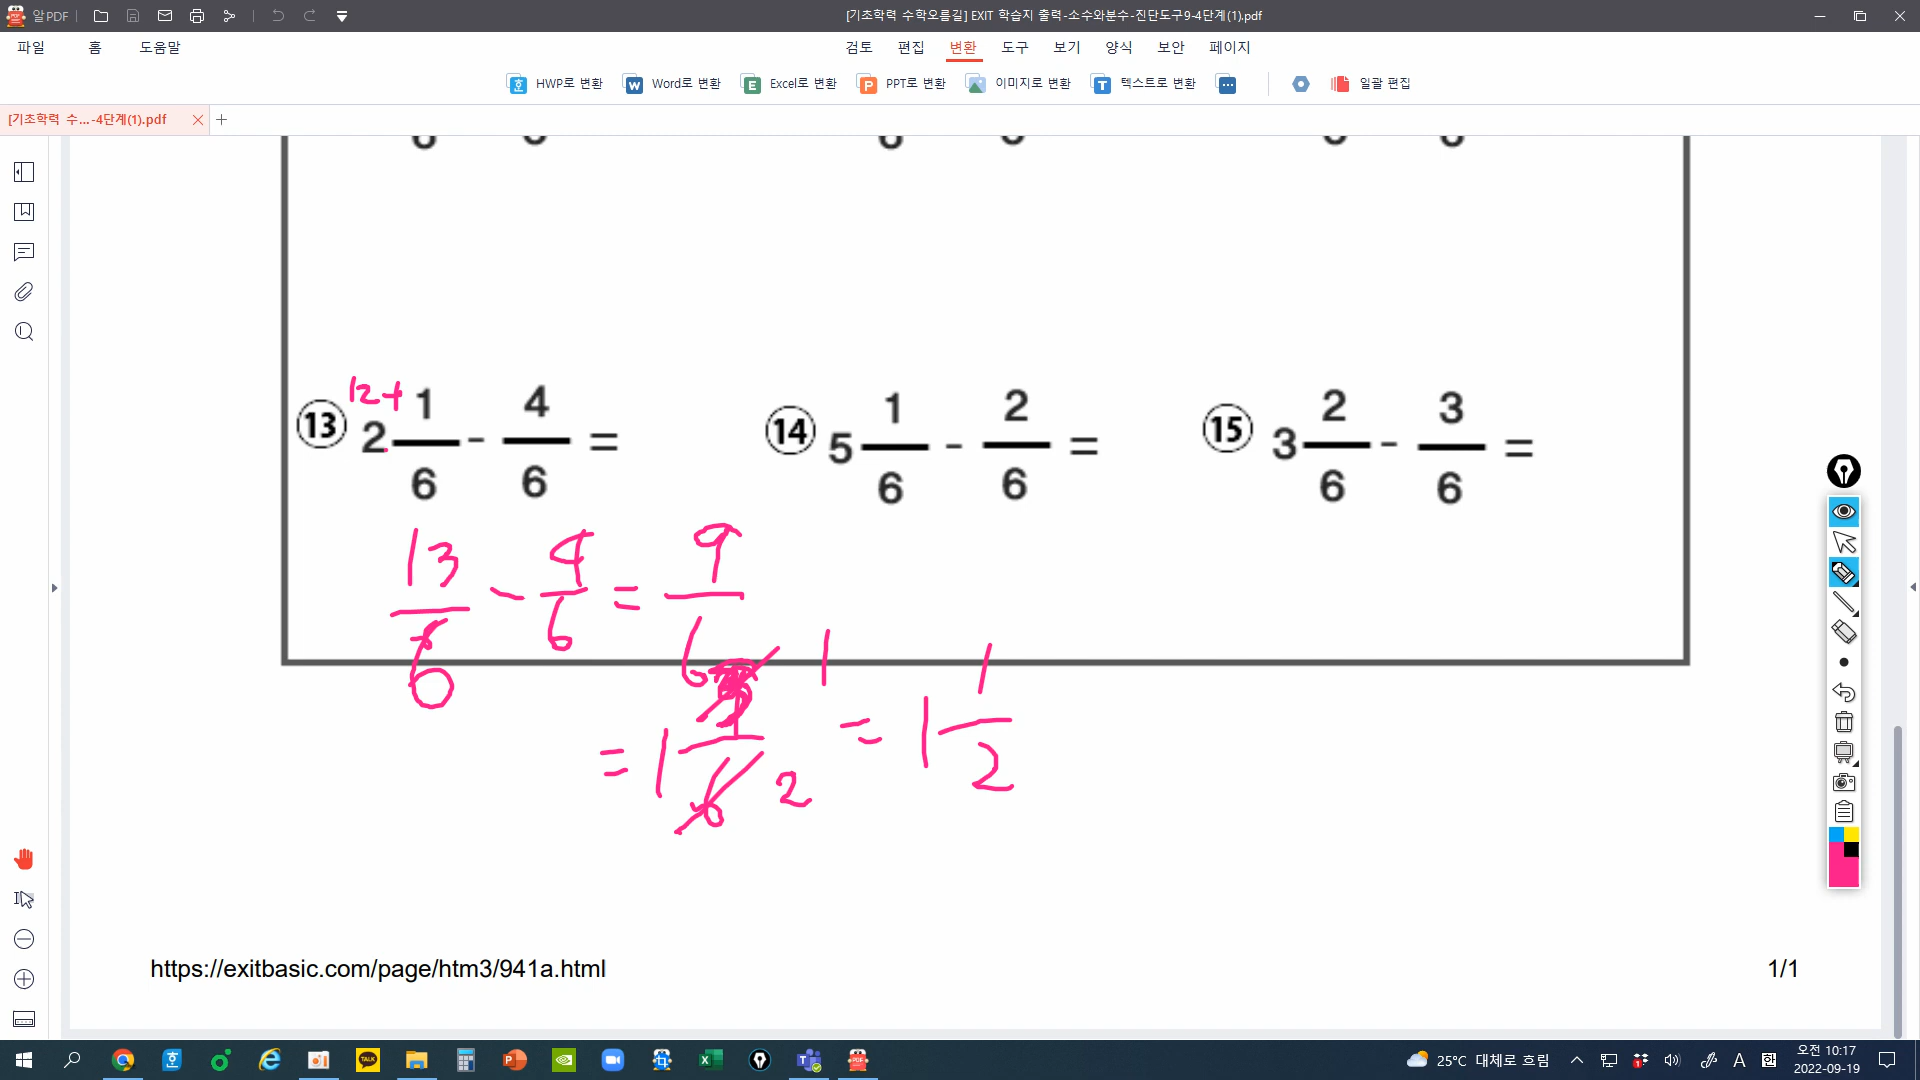 알PDF
[기초학력 수학오름길] EXIT 학습지 출력-소수와분수-진단도구9-4단계(1).pdf
파일 홈 도움말 검토 편집 변환 도구 보기 양식 보안 페이지
HWP로 변환 Word로 변환 Excel로 변환 PPT로 변환 이미지로 변환 텍스트로 변환 일괄 편집
[기초학력 수...-4단계(1).pdf
12+
⑬ 2 1/6 - 4/6 =
⑭ 5 1/6 - 2/6 =
⑮ 3 2/6 - 3/6 =
13/6 - 4/6 = 9/6
= 1 6 1 2 = 1 1/2
https://exitbasic.com/page/htm3/941a.html
1/1
25°C 대체로 흐림
A 한
오전 10:17
2022-09-19